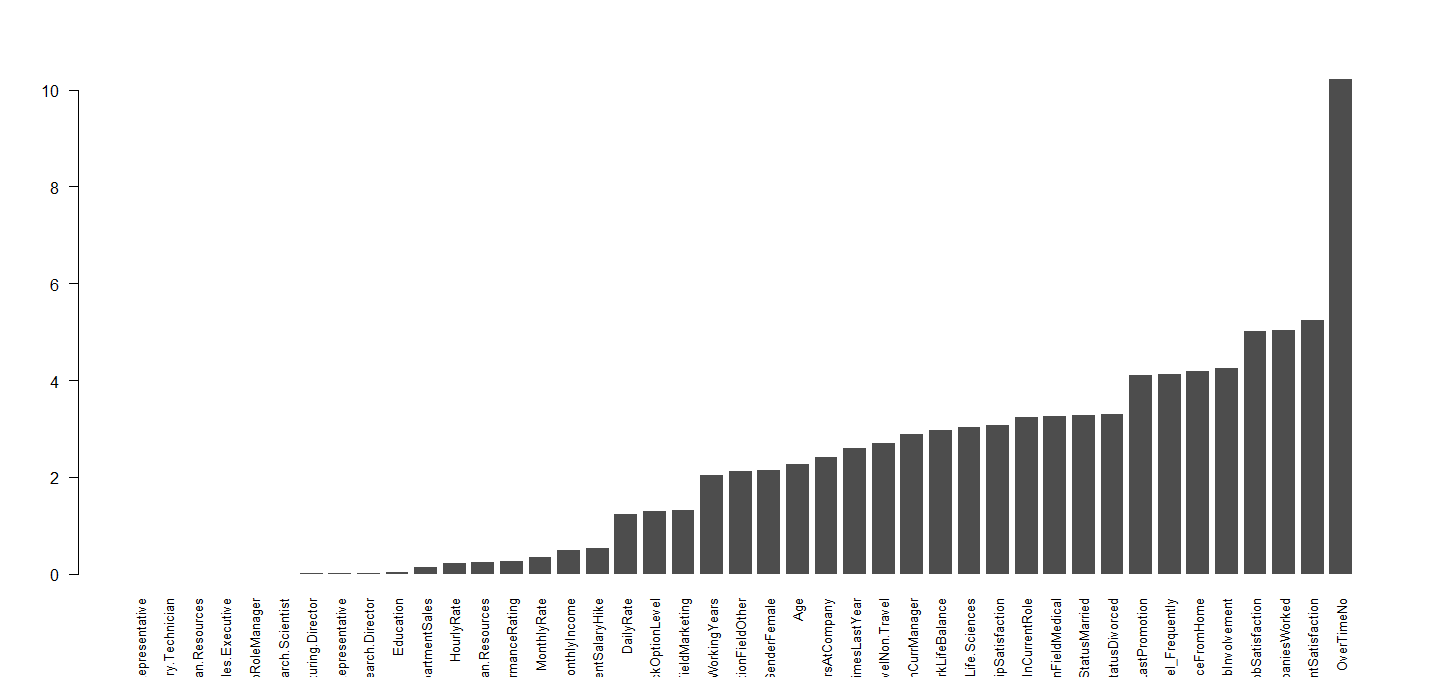 10
8
6
4
2
0
epresentative
ry.Technician
an.Resources
les.Executive
oRoleManager
arch.Scientist
uring.Director
epresentative
earch.Director
Education
partmentSales
HourlyRate
an.Resources
rmanceRating
MonthlyRate
onthlyIncome
entSalaryHike
DailyRate
ckOptionLevel
ieldMarketing
WorkingYears
tionFieldOther
GenderFemale
Age
rsAtCompany
imesLastYear
velNon.Travel
nCurrManager
rkLifeBalance
Life.Sciences
ipSatisfaction
InCurrentRole
nFieldMedical
StatusMarried
tatusDivorced
LastPromotion
el_Frequently
ceFromHome
bInvolvement
obSatisfaction
paniesWorked
ntSatisfaction
OverTimeNo